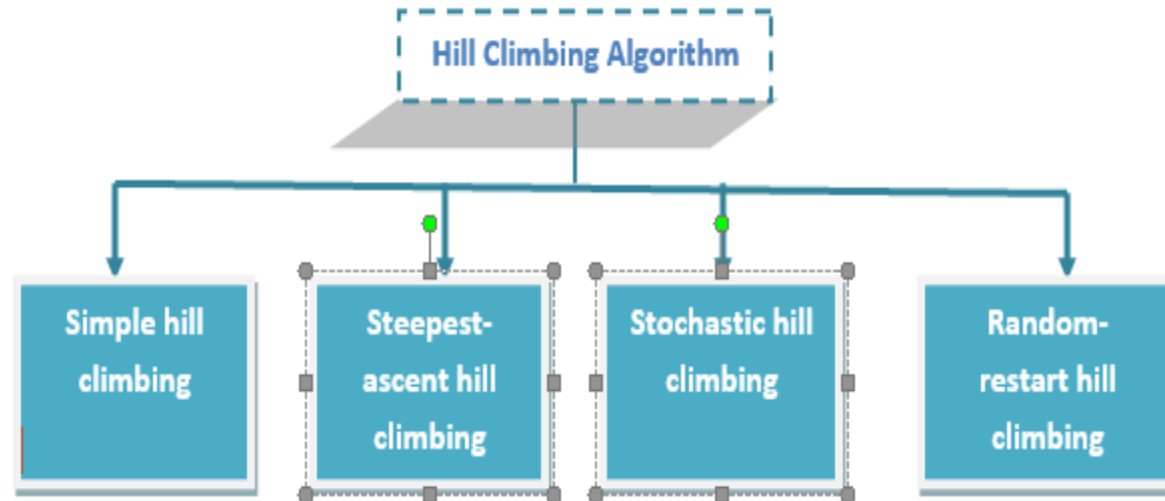 Hill Climbing Algorithm
Simple hill
climbing
Steepest-
ascent hill
climbing
Stochastic hill
climbing
Random-
restart hill
climbing